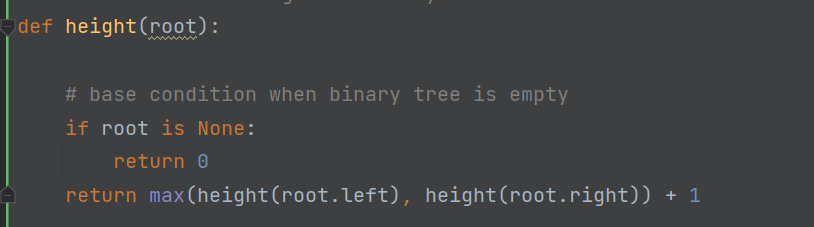 def height(root):
# base condition when binary tree is empty
if root is None:
return 0
return max(height(root.left), height(root.right)) + 1